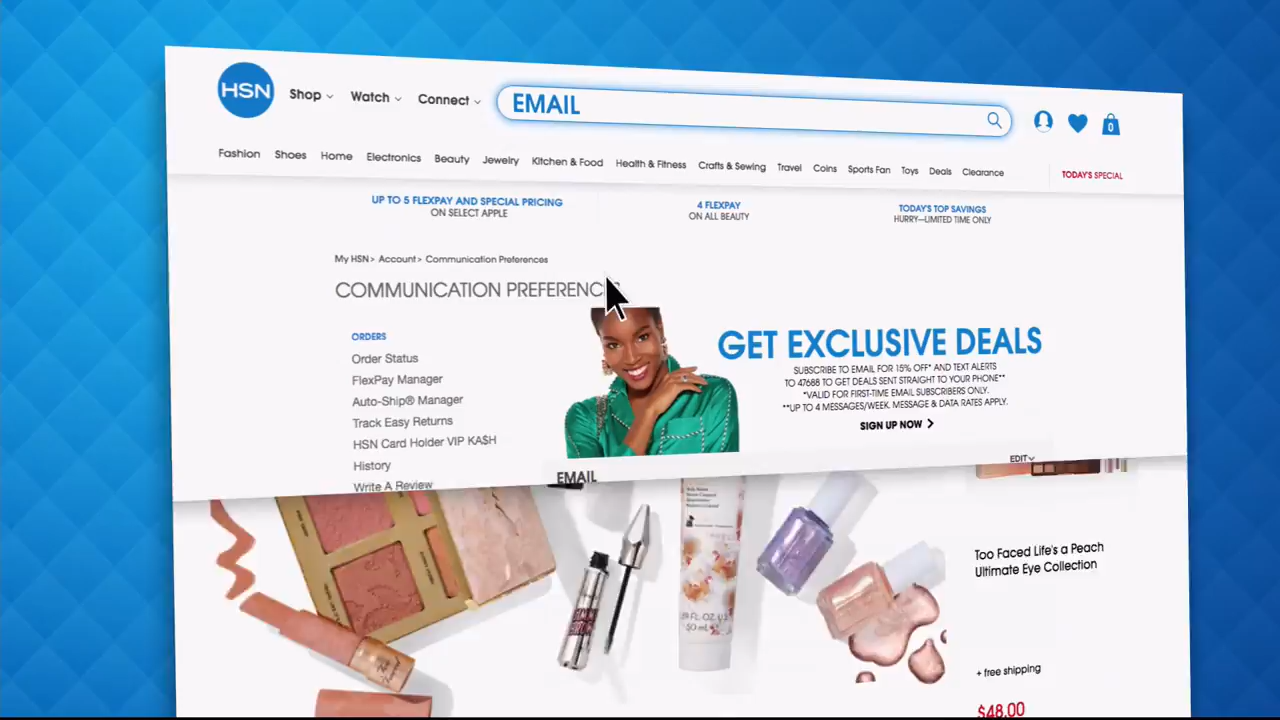 HSN
Shop
Watch
Connect
EMAIL
0
Fashion
Shoes
Home
Electronics
Beauty
Jewelry
Kitchen & Food
Health & Fitness
Crafts & Sewing
Travel
Coins
Sports Fan
Toys
Deals
Clearance
TODAY'S SPECIAL
UP TO 5 FLEXPAY AND SPECIAL PRICING
ON SELECT APPLE
4 FLEXPAY
ON ALL BEAUTY
TODAY'S TOP SAVINGS
HURRY—LIMITED TIME ONLY
My HSN > Account > Communication Preferences
COMMUNICATION
ORDERS
Order Status
FlexPay Manager
Auto-Ship® Manager
Track Easy Returns
HSN Card Holder VIP KA$H
History
Write A Review
GET EXCLUSIVE DEALS
SUBSCRIBE TO EMAIL FOR 15% OFF* AND TEXT ALERTS
TO 47688 TO GET DEALS SENT STRAIGHT TO YOUR PHONE**
*VALID FOR FIRST-TIME EMAIL SUBSCRIBERS ONLY.
**UP TO 4 MESSAGES/WEEK. MESSAGE & DATA RATES APPLY.
SIGN UP NOW >
EMAIL
EDIT
Too Faced Life's a Peach
Ultimate Eye Collection
+ free shipping
$48.00